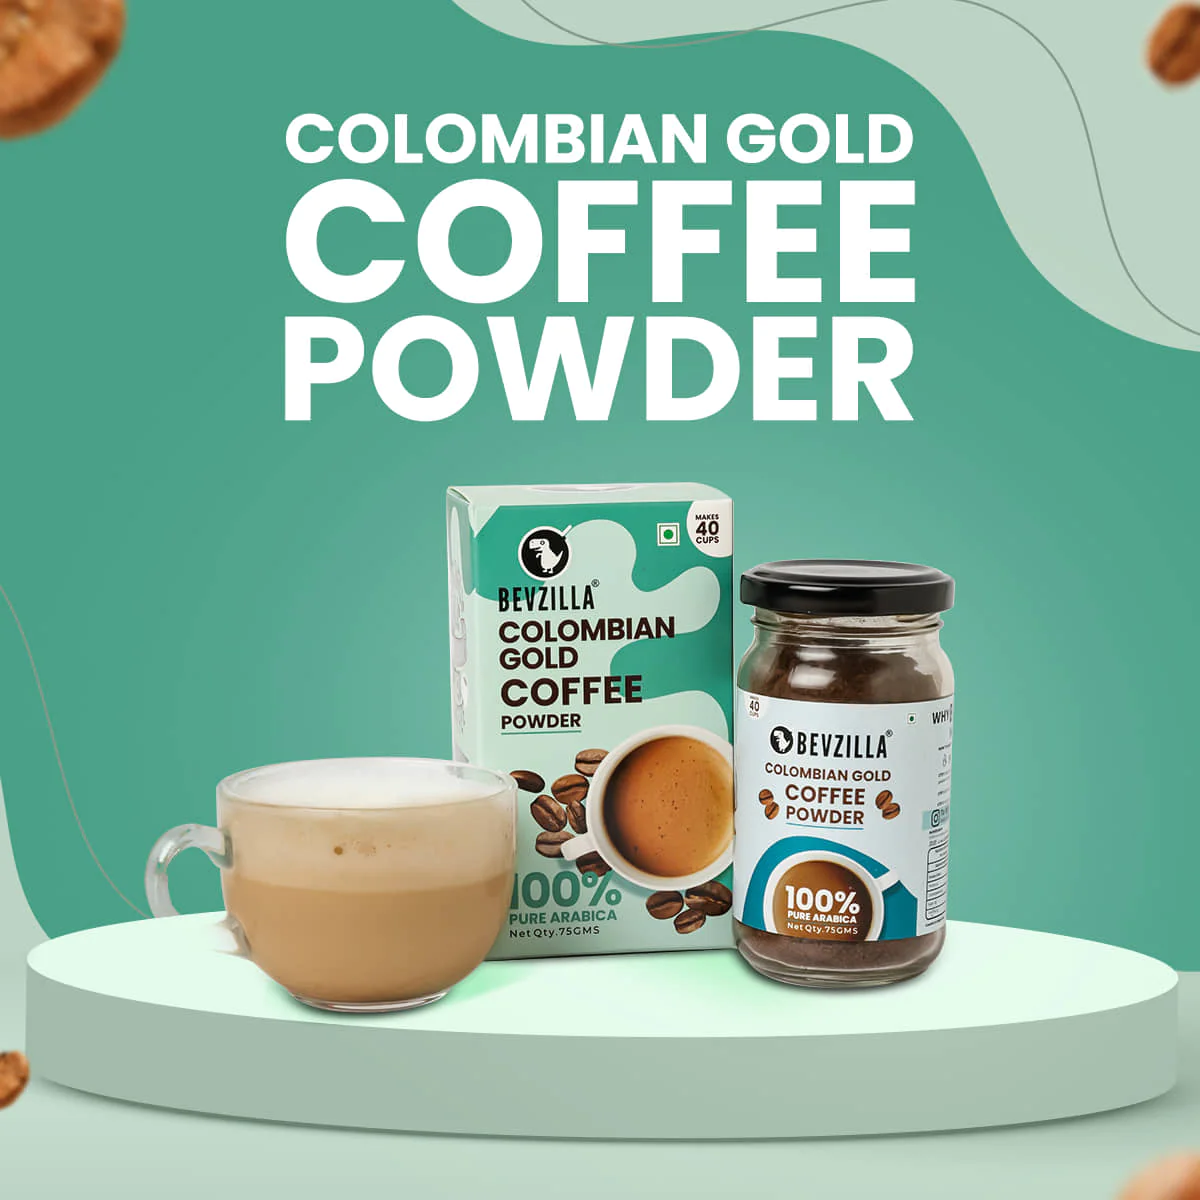 COLOMBIAN GOLD
COFFEE
POWDER
MAKES
40
CUPS
BEVZILLA®
COLOMBIAN
GOLD
COFFEE
POWDER
100%
PURE ARABICA
Net Qty.75GMS
MAKES
40
CUPS
WHY
BEVZILLA®
COLOMBIAN GOLD
COFFEE
POWDER
100%
PURE ARABICA
Net Qty.75GMS